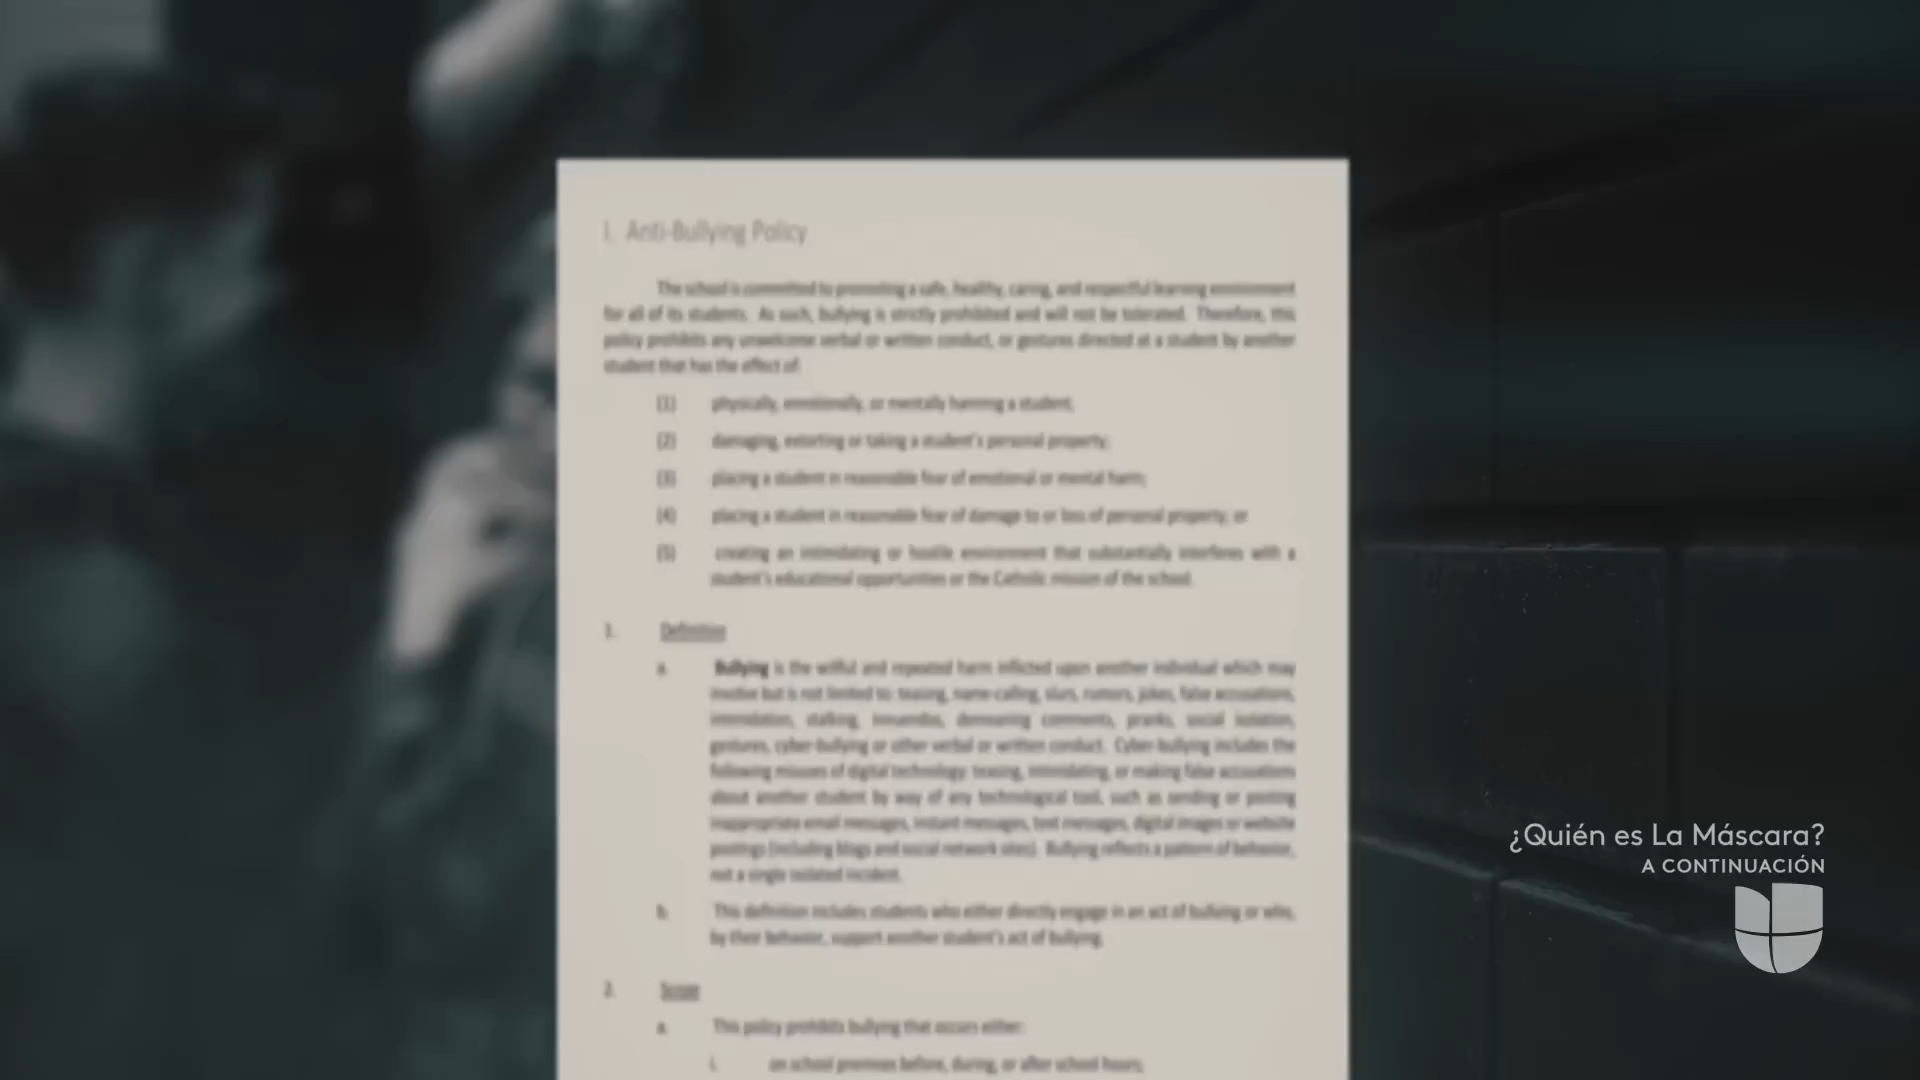 I. Anti-Bullying Policy
The school is committed to promoting a safe, healthy, caring, and respectful learning environment
for all of its students. As such, bullying is strictly prohibited and will not be tolerated. Therefore, this
policy prohibits any unwelcome verbal or written conduct, or gestures directed at a student by another
student that has the effect of:
(1) physically, emotionally, or mentally harming a student;
(2) damaging, extorting or taking a student's personal property;
(3) placing a student in reasonable fear of emotional or mental harm;
(4) placing a student in reasonable fear of damage to or loss of personal property; or
(5) creating an intimidating or hostile environment that substantially interferes with a
student's educational opportunities or the Catholic mission of the school.
1. Definition
a. Bullying is the willful and repeated harm inflicted upon another individual which may
involve but is not limited to: teasing, name-calling, slurs, rumors, jokes, false accusations,
intimidation, stalking, innuendos, demeaning comments, pranks, social isolation,
gestures, cyber-bullying or other verbal or written conduct. Cyber-bullying includes the
following misuses of digital technology: teasing, intimidating, or making false accusations
about another student by way of any technological tool, such as sending or posting
inappropriate email messages, instant messages, text messages, digital images or website
postings (including blogs and social network sites). Bullying reflects a pattern of behavior,
not a single isolated incident.
b. This definition includes students who either directly engage in an act of bullying or who,
by their behavior, support another student's act of bullying.
2. Scope
a. This policy prohibits bullying that occurs either:
i. on school premises before, during, or after school hours;
¿Quién es La Máscara?
A CONTINUACIÓN